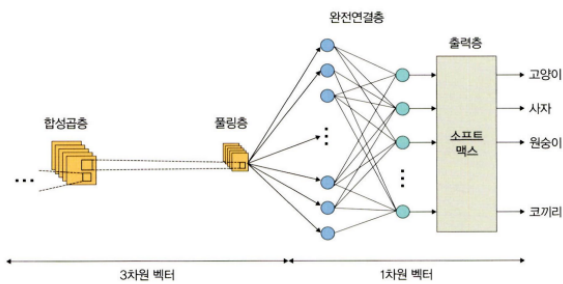 완전연결층
출력층
합성곱층
풀링층
고양이
사자
소프트
맥스
원숭이
코끼리
3차원 벡터
1차원 벡터